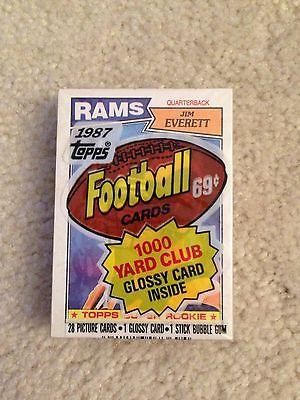 RAMS
QUARTERBACK
JIM
EVERETT
1987
Topps
Football
69¢
CARDS
1000
YARD CLUB
GLOSSY CARD
INSIDE
TOPPS SUPER ROOKIE
28 PICTURE CARDS • 1 GLOSSY CARD • 1 STICK BUBBLE GUM